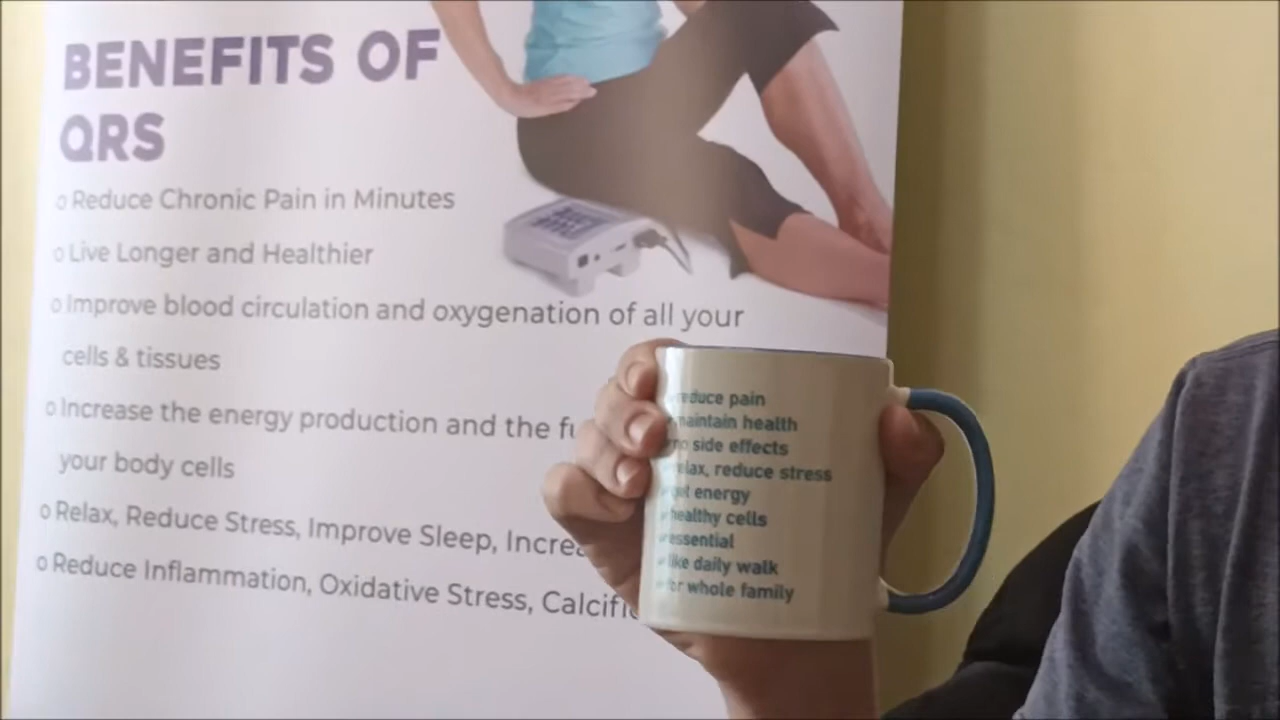 BENEFITS OF
QRS
o Reduce Chronic Pain in Minutes
o Live Longer and Healthier
o Improve blood circulation and oxygenation of all your
cells & tissues
o Increase the energy production and the
your body cells
o Relax, Reduce Stress, Improve Sleep,
o Reduce Inflammation, Oxidative Stress,
reduce pain
maintain health
no side effects
relax, reduce stress
get energy
healthy cells
essential
like daily walk
for whole family